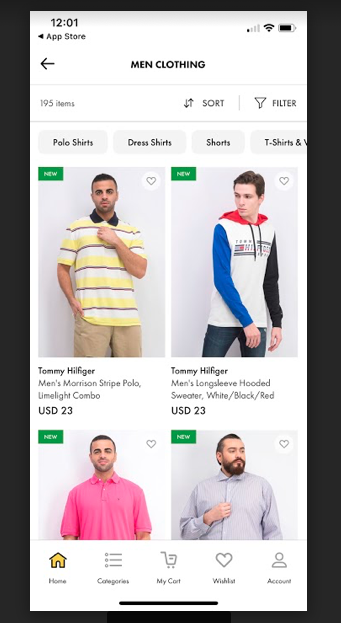 12:01
◀ App Store
MEN CLOTHING
195 items
SORT
FILTER
Polo Shirts
Dress Shirts
Shorts
T-Shirts & V
NEW
NEW
Tommy Hilfiger
Men's Morrison Stripe Polo,
Limelight Combo
USD 23
Tommy Hilfiger
Men's Longsleeve Hooded
Sweater, White/Black/Red
USD 23
NEW
NEW
Home
Categories
My Cart
Wishlist
Account